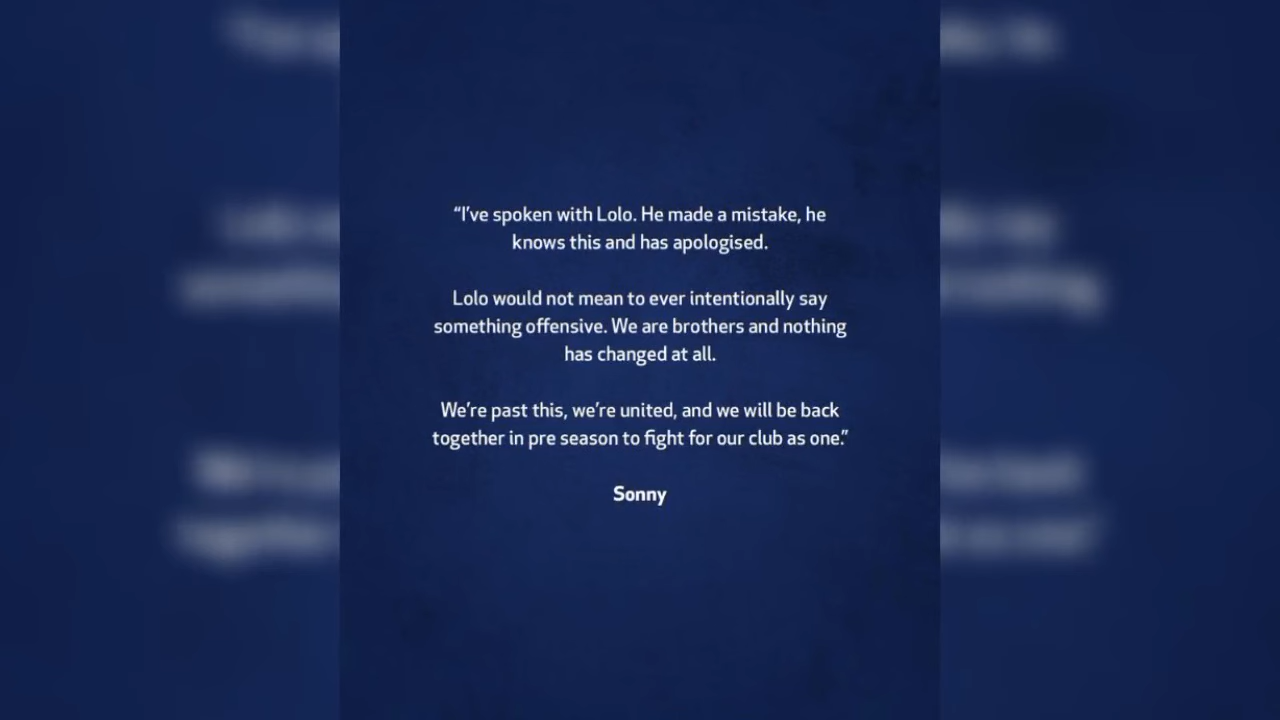 “I’ve spoken with Lolo. He made a mistake, he
knows this and has apologised.
Lolo would not mean to ever intentionally say
something offensive. We are brothers and nothing
has changed at all.
We’re past this, we’re united, and we will be back
together in pre season to fight for our club as one.”
Sonny